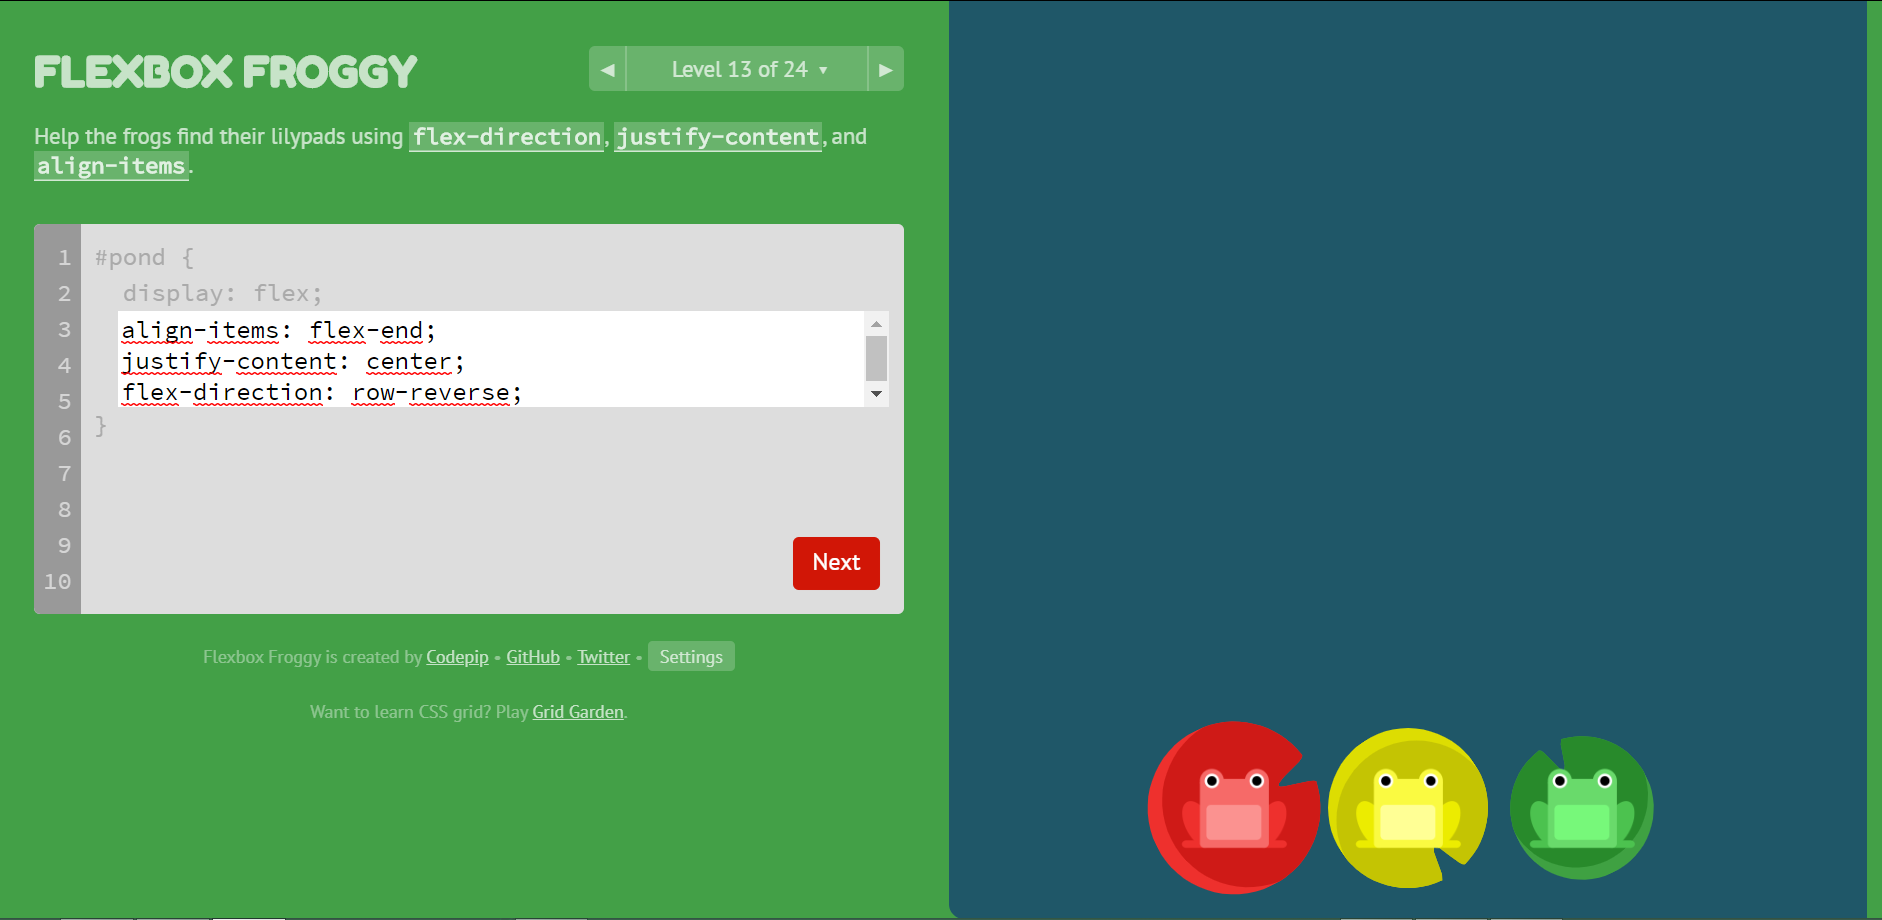 FLEXBOX FROGGY
◀ Level 13 of 24 ▼ ▶
Help the frogs find their lilypads using flex-direction, justify-content, and
align-items.
1 #pond {
2 display: flex;
3 align-items: flex-end;
4 justify-content: center;
5 flex-direction: row-reverse;
6 }
7
8
9
10
Next
Flexbox Froggy is created by Codepip • GitHub • Twitter • Settings
Want to learn CSS grid? Play Grid Garden.